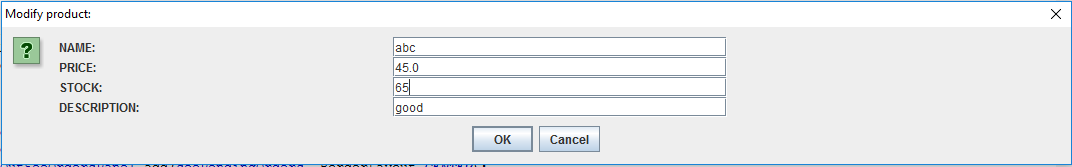 Modify product:
NAME: abc
PRICE: 45.0
STOCK: 65
DESCRIPTION: good
OK Cancel